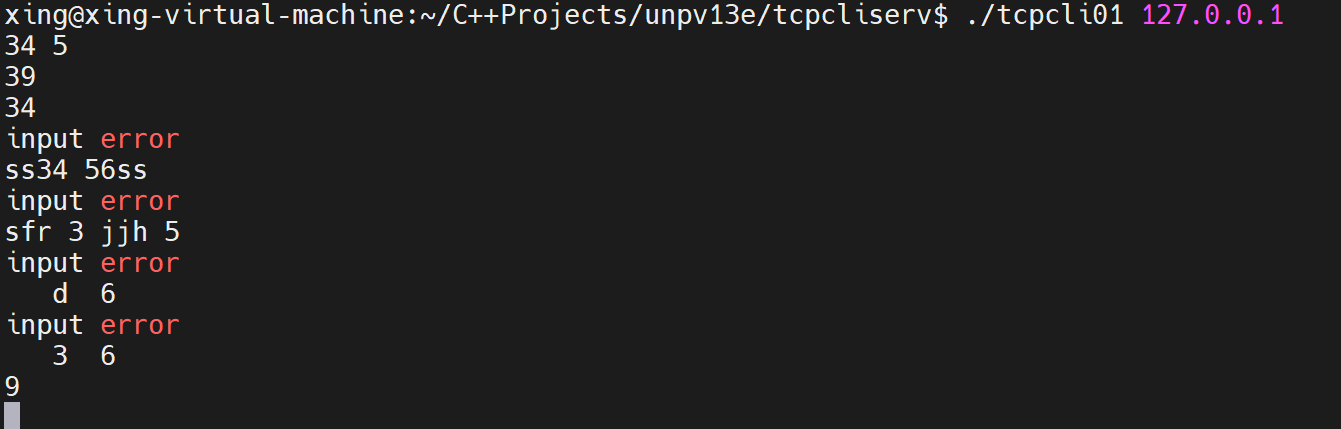 xing@xing-virtual-machine:~/C++Projects/unpv13e/tcpcliserv$ ./tcpcli01 127.0.0.1
34 5
39
34
input error
ss34 56ss
input error
sfr 3 jjh 5
input error
   d  6
input error
   3  6
9